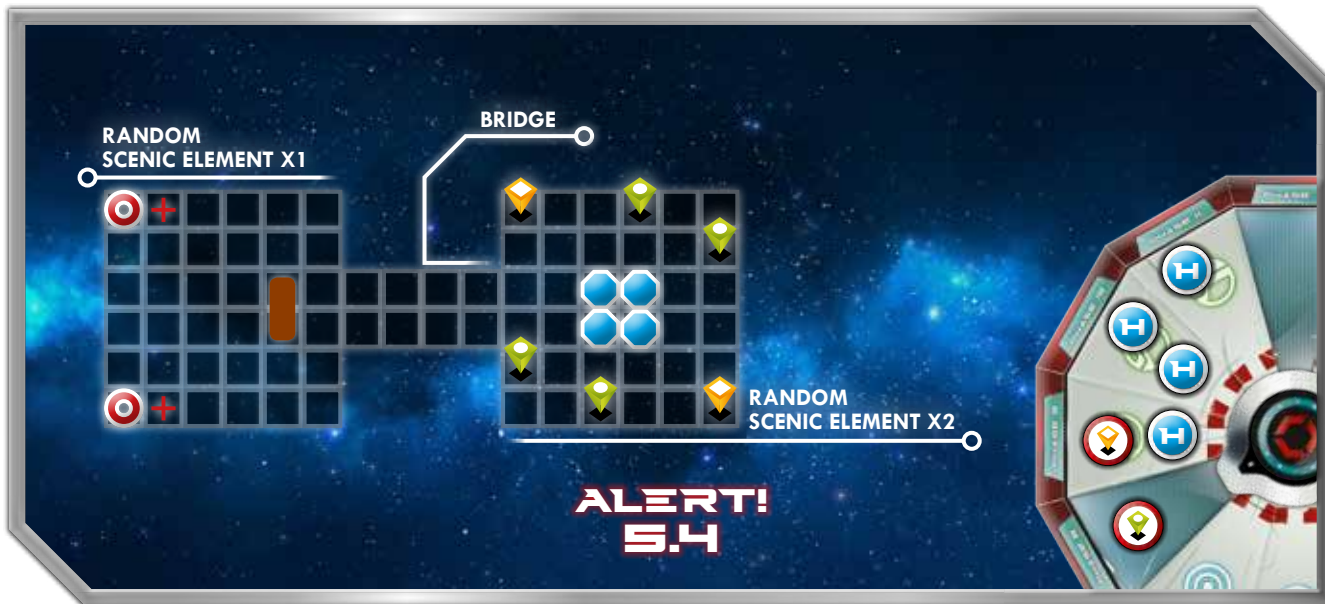 BRIDGE
RANDOM
SCENIC ELEMENT X1
RANDOM
SCENIC ELEMENT X2
ALERT!
5.4
H
H
H
H